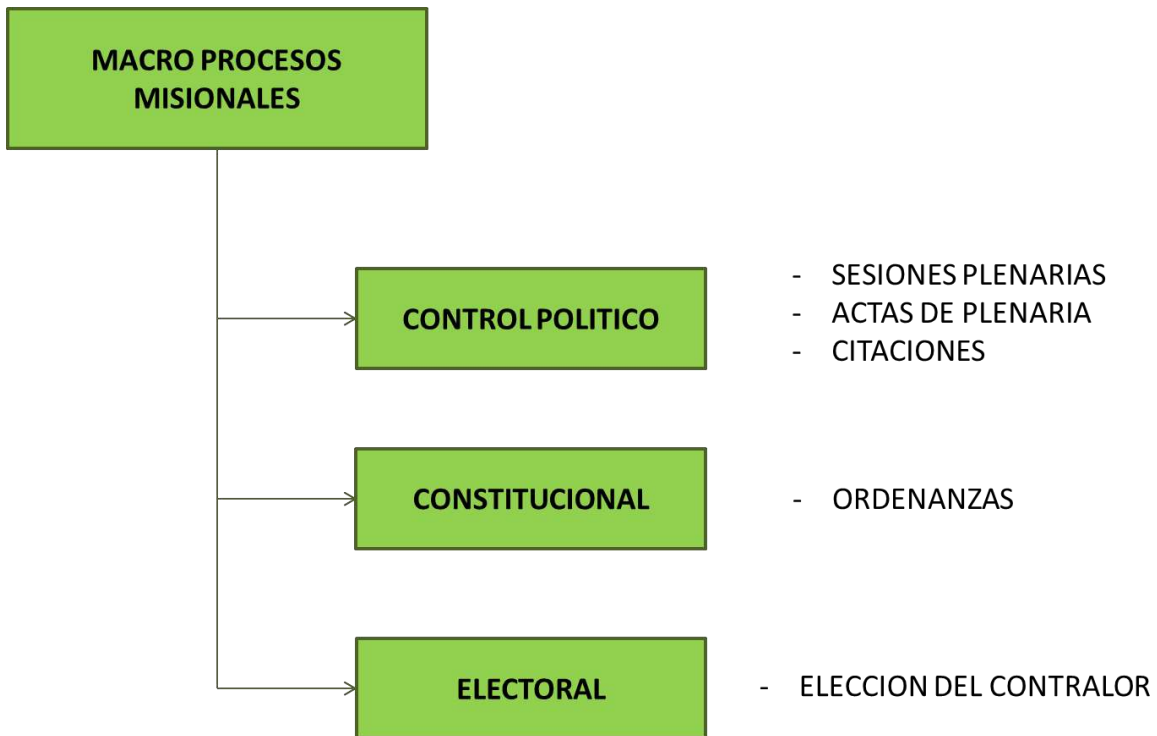 MACRO PROCESOS
MISIONALES
CONTROL POLITICO
- SESIONES PLENARIAS
- ACTAS DE PLENARIA
- CITACIONES
CONSTITUCIONAL
- ORDENANZAS
ELECTORAL
- ELECCION DEL CONTRALOR